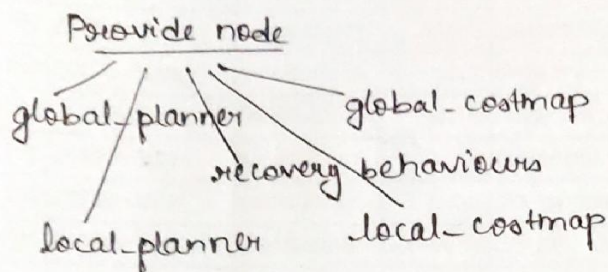 Provide node
global_planner
global_costmap
recovery behaviours
local_planner
local_costmap